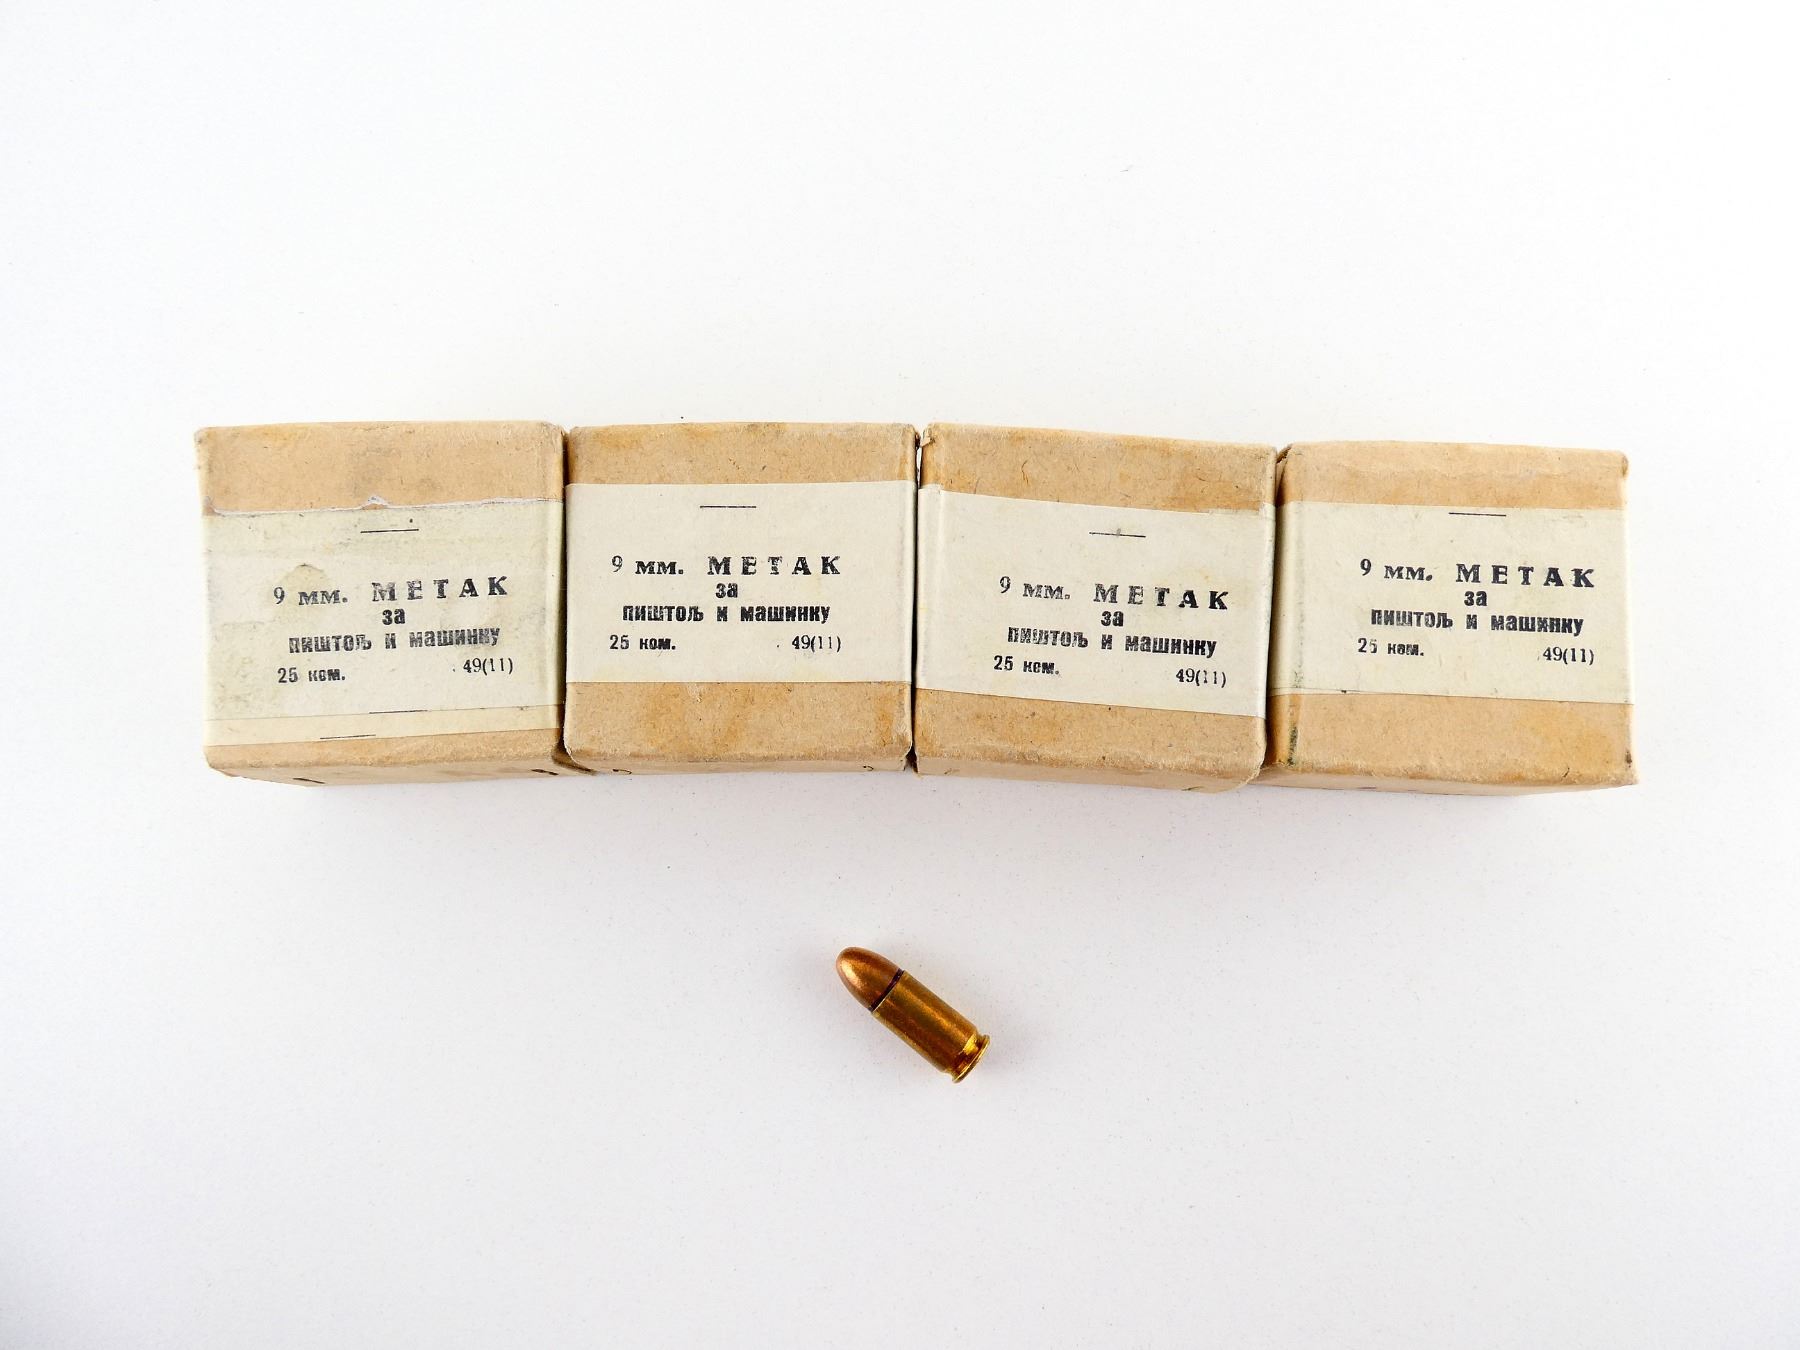 9 мм. МЕТАК
за
пиштољ и машинку
25 ком. 49(11)
9 мм. МЕТАК
за
пиштољ и машинку
25 ком. 49(11)
9 мм. МЕТАК
за
пиштољ и машинку
25 ком. 49(11)
9 мм. МЕТАК
за
пиштољ и машинку
25 ком. 49(11)